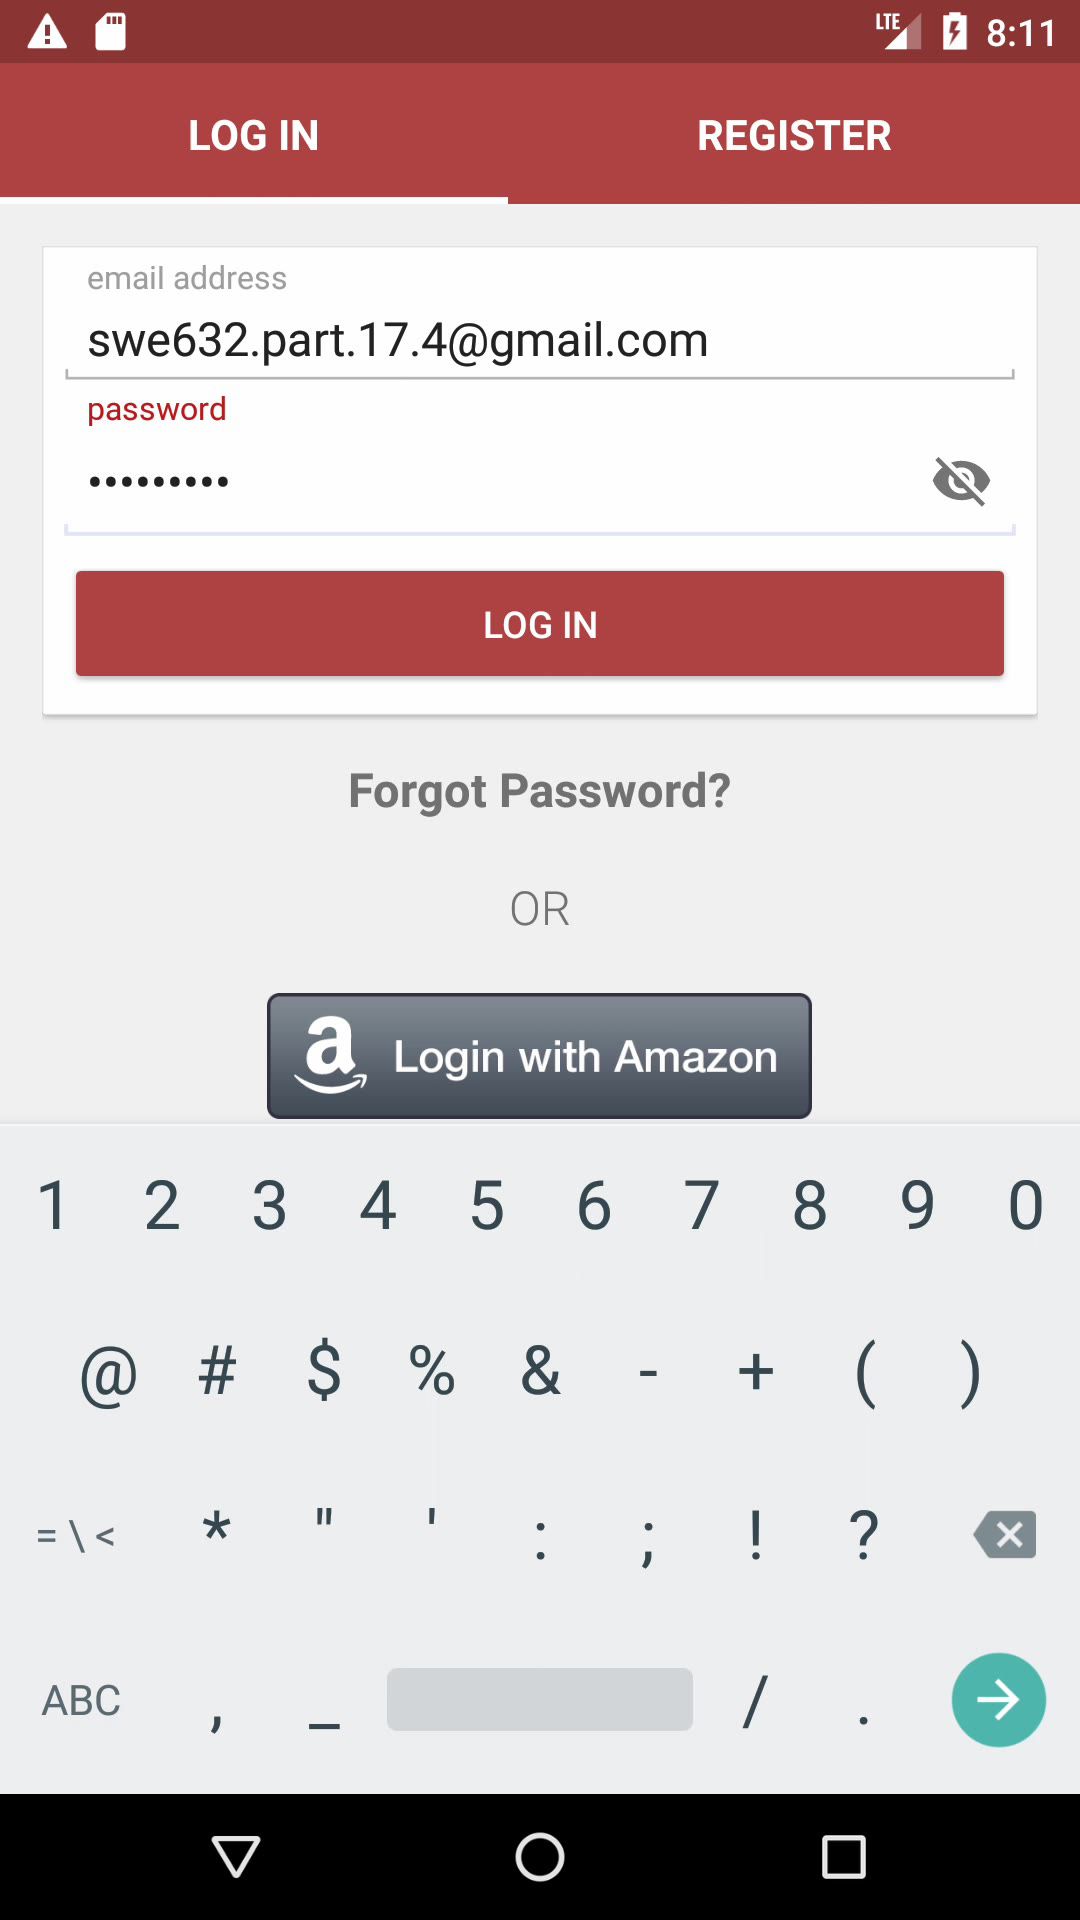 LTE 8:11
LOG IN REGISTER
email address
swe632.part.17.4@gmail.com
password
•••••••••
LOG IN
Forgot Password?
OR
a Login with Amazon
1 2 3 4 5 6 7 8 9 0
@ # $ % & - + ( )
= \ < * " ' : ; ! ?
ABC , _ / .